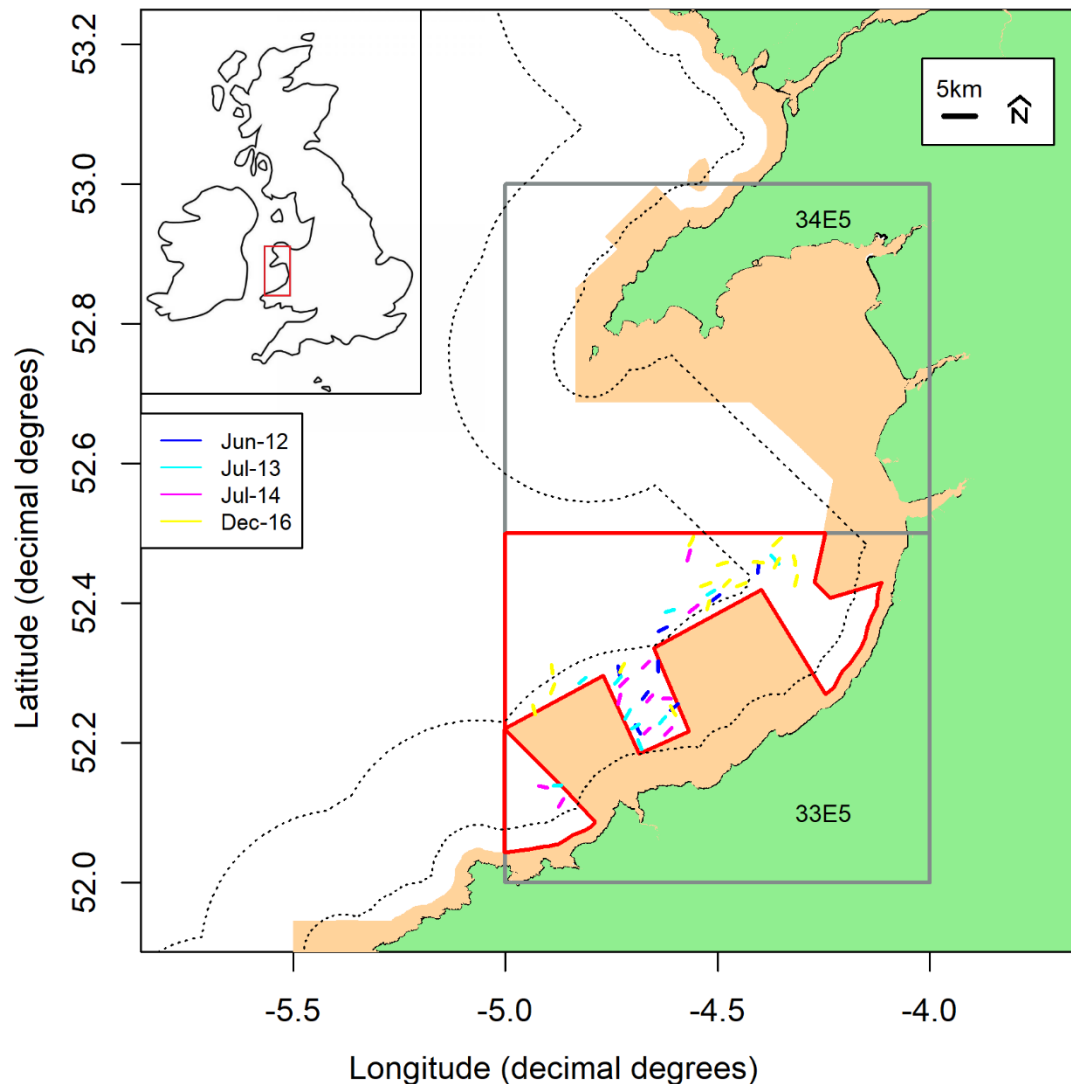 53.2
53.0
52.8
52.6
52.4
52.2
52.0
Latitude (decimal degrees)
5km
N
34E5
Jun-12
Jul-13
Jul-14
Dec-16
33E5
-5.5
-5.0
-4.5
-4.0
Longitude (decimal degrees)